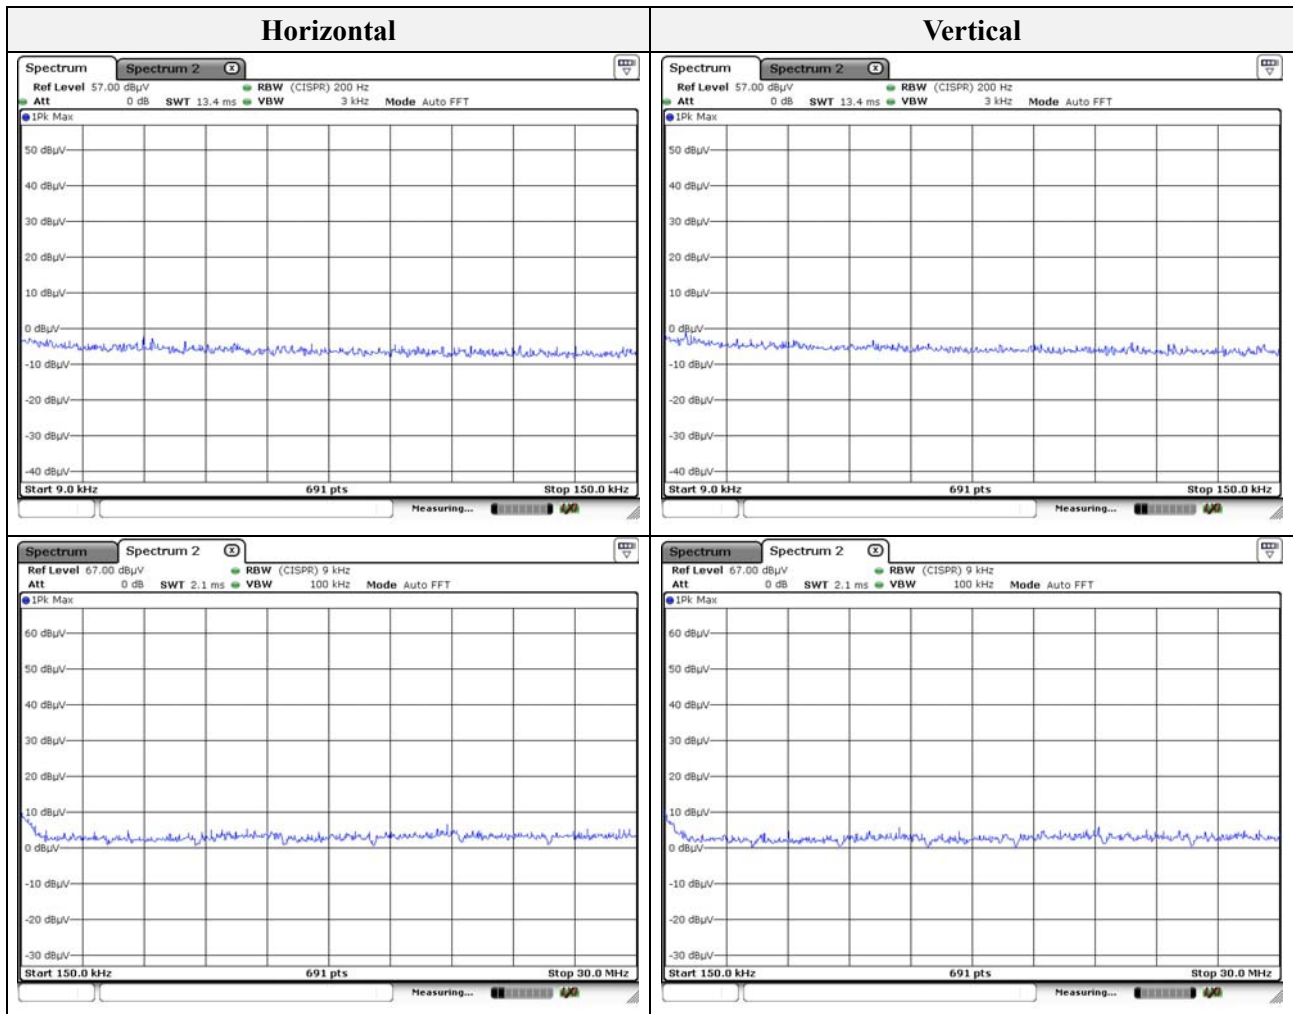 Horizontal Vertical
Spectrum Spectrum 2 X
Ref Level 57.00 dBµV RBW (CISPR) 200 Hz
Att 0 dB SWT 13.4 ms VBW 3 kHz Mode Auto FFT
1Pk Max
50 dBµV
40 dBµV
30 dBµV
20 dBµV
10 dBµV
0 dBµV
-10 dBµV
-20 dBµV
-30 dBµV
-40 dBµV
Start 9.0 kHz 691 pts Stop 150.0 kHz
Measuring...
Spectrum Spectrum 2 X
Ref Level 57.00 dBµV RBW (CISPR) 200 Hz
Att 0 dB SWT 13.4 ms VBW 3 kHz Mode Auto FFT
1Pk Max
50 dBµV
40 dBµV
30 dBµV
20 dBµV
10 dBµV
0 dBµV
-10 dBµV
-20 dBµV
-30 dBµV
-40 dBµV
Start 9.0 kHz 691 pts Stop 150.0 kHz
Measuring...
Spectrum Spectrum 2 X
Ref Level 67.00 dBµV RBW (CISPR) 9 kHz
Att 0 dB SWT 2.1 ms VBW 100 kHz Mode Auto FFT
1Pk Max
60 dBµV
50 dBµV
40 dBµV
30 dBµV
20 dBµV
10 dBµV
0 dBµV
-10 dBµV
-20 dBµV
-30 dBµV
Start 150.0 kHz 691 pts Stop 30.0 MHz
Measuring...
Spectrum Spectrum 2 X
Ref Level 67.00 dBµV RBW (CISPR) 9 kHz
Att 0 dB SWT 2.1 ms VBW 100 kHz Mode Auto FFT
1Pk Max
60 dBµV
50 dBµV
40 dBµV
30 dBµV
20 dBµV
10 dBµV
0 dBµV
-10 dBµV
-20 dBµV
-30 dBµV
Start 150.0 kHz 691 pts Stop 30.0 MHz
Measuring...